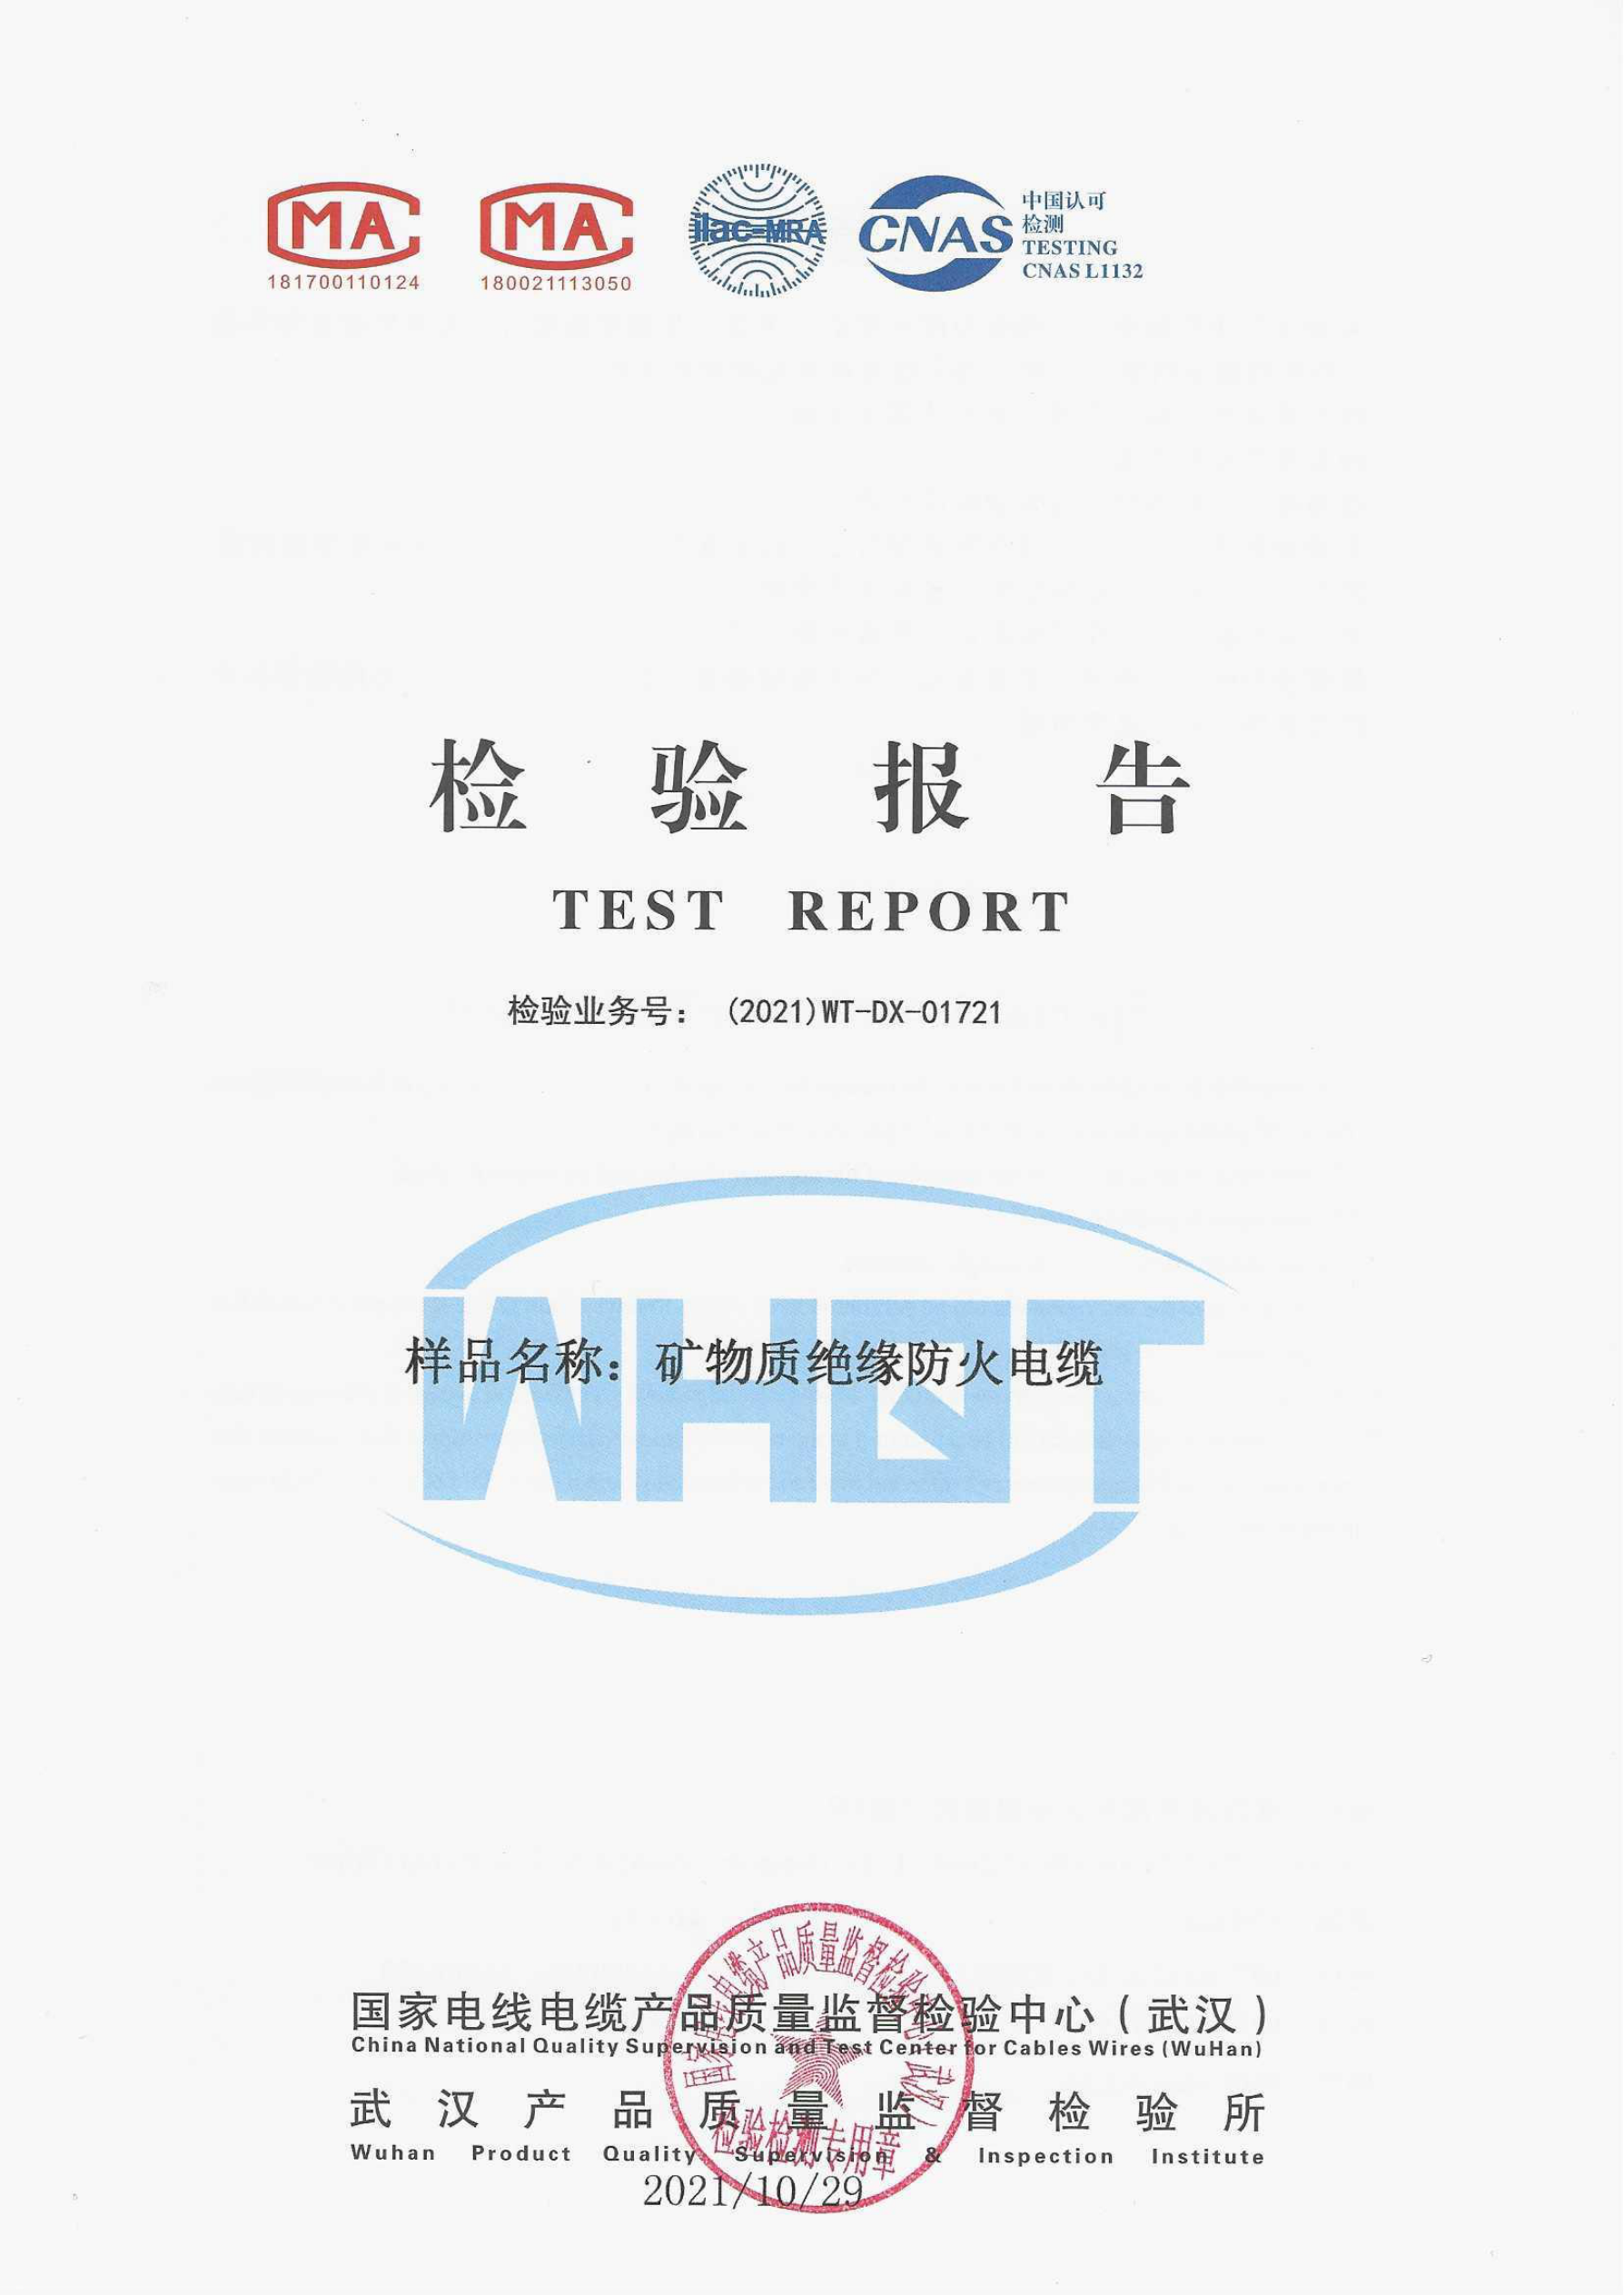 MA MA ilac-MRA CNAS
中国认可
检测
TESTING
CNAS L1132
181700110124 180021113050
检验报告
TEST REPORT
检验业务号： (2021)WT-DX-01721
WHQT
样品名称：矿物质绝缘防火电缆
国家电线电缆产品质量监督检验中心（武汉）
China National Quality Supervision and Test Center for Cables Wires (WuHan)
武汉产品质量监督检验所
Wuhan Product Quality Supervision & Inspection Institute
2021/10/29
国家电线电缆产品质量监督检验中心（武汉）
检验检测专用章